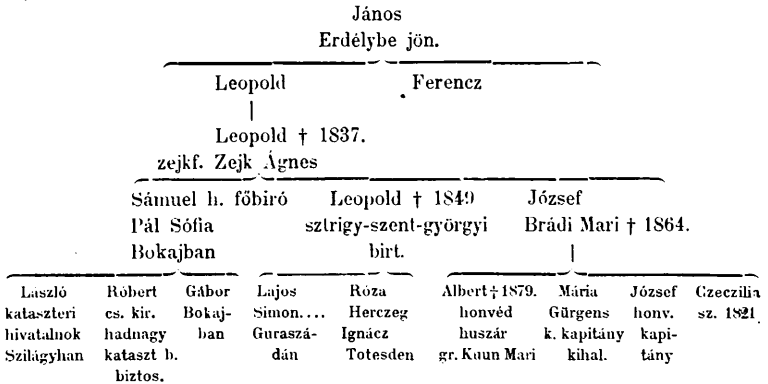 János
Erdélybe jön.
Leopold Ferencz
Leopold † 1837.
zejkf. Zejk Ágnes
Sámuel h. főbiró Leopold † 1849 József
Pál Sófia sztrigy-szent-györgyi Brádi Mari † 1864.
Bokajban birt.
László Róbert Gábor Lajos Róza Albert † 1879. Mária József Czeczilia
kataszteri cs. kir. Bokaj- Simon.... Herczeg honvéd Gürgens honv. sz. 1821
hivatalnok hadnagy ban Guraszá- Ignácz huszár k. kapitány kapi-
Szilágyban kataszt h. dán Totesden gr. Kuun Mari kihal. tány
biztos.